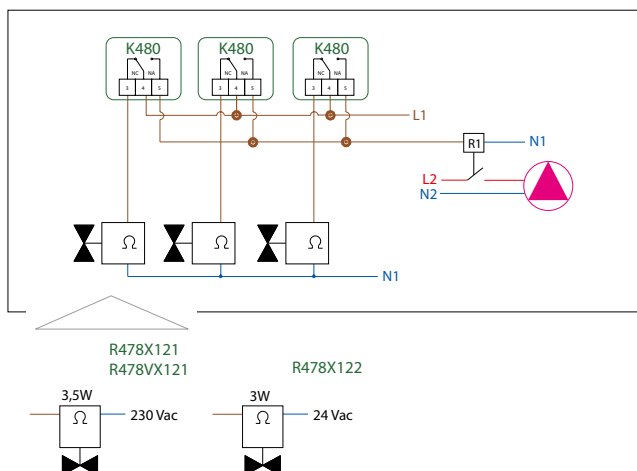 K480 K480 K480
NC NA NC NA NC NA
3 4 5 3 4 5 3 4 5
L1
R1 N1
L2
N2
Ω Ω Ω
N1
R478X121
R478VX121
R478X122
3,5W 3W
Ω 230 Vac Ω 24 Vac